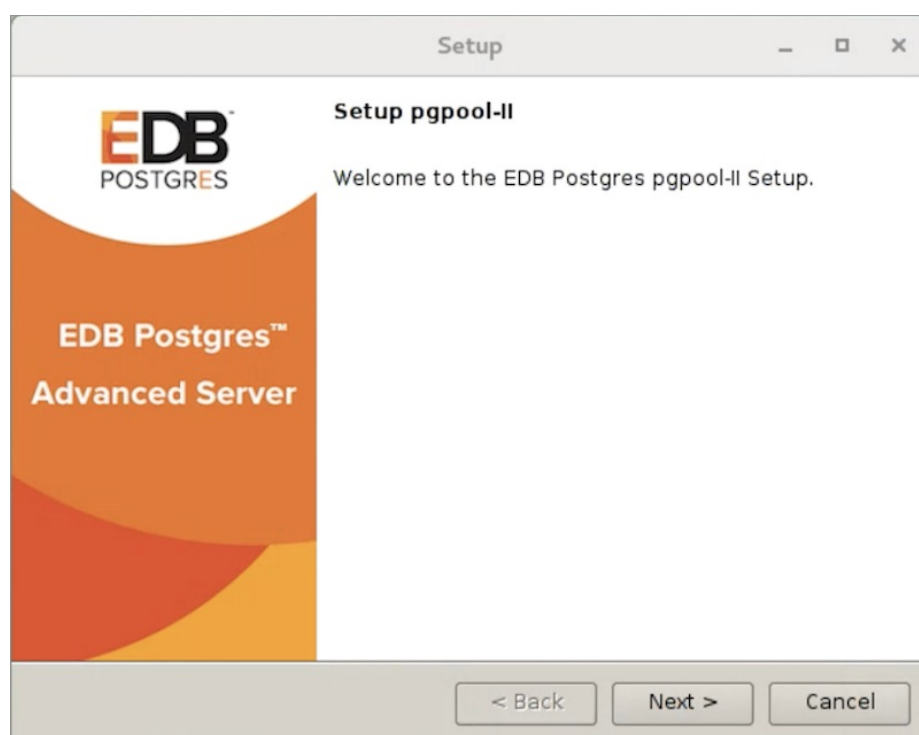 Setup
EDB™
POSTGRES
EDB Postgres™
Advanced Server
Setup pgpool-II
Welcome to the EDB Postgres pgpool-II Setup.
< Back
Next >
Cancel